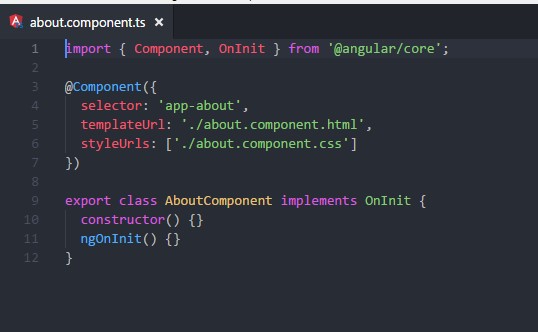 about.component.ts ×
1 import { Component, OnInit } from '@angular/core';
2
3 @Component({
4   selector: 'app-about',
5   templateUrl: './about.component.html',
6   styleUrls: ['./about.component.css']
7 })
8
9 export class AboutComponent implements OnInit {
10   constructor() {}
11   ngOnInit() {}
12 }